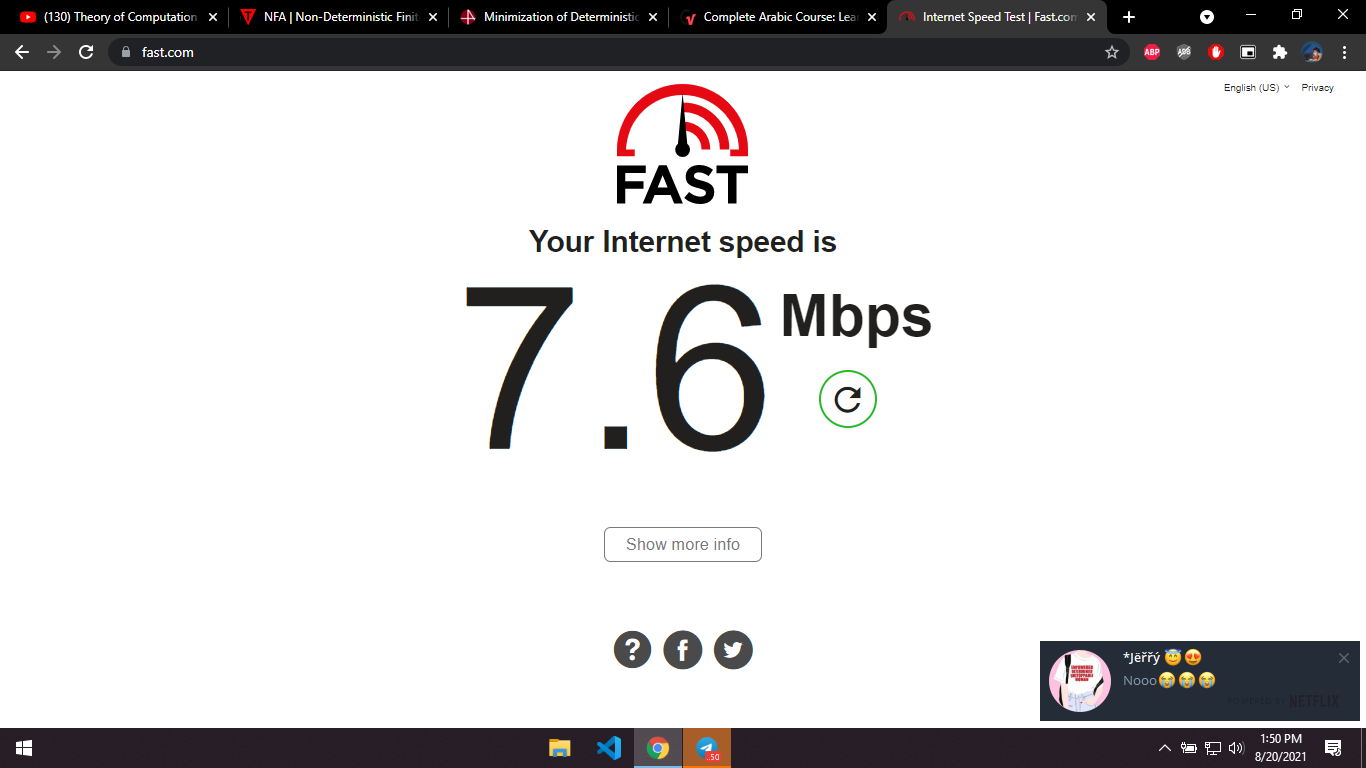 (130) Theory of Computation
NFA | Non-Deterministic Finit
Minimization of Deterministic
Complete Arabic Course: Lea
Internet Speed Test | Fast.com
fast.com
ABP
English (US)
Privacy
FAST
Your Internet speed is
7.6 Mbps
Show more info
*Jëřřý 😇😍
Nooo😭😭😭
POWERED BY NETFLIX
1:50 PM
8/20/2021